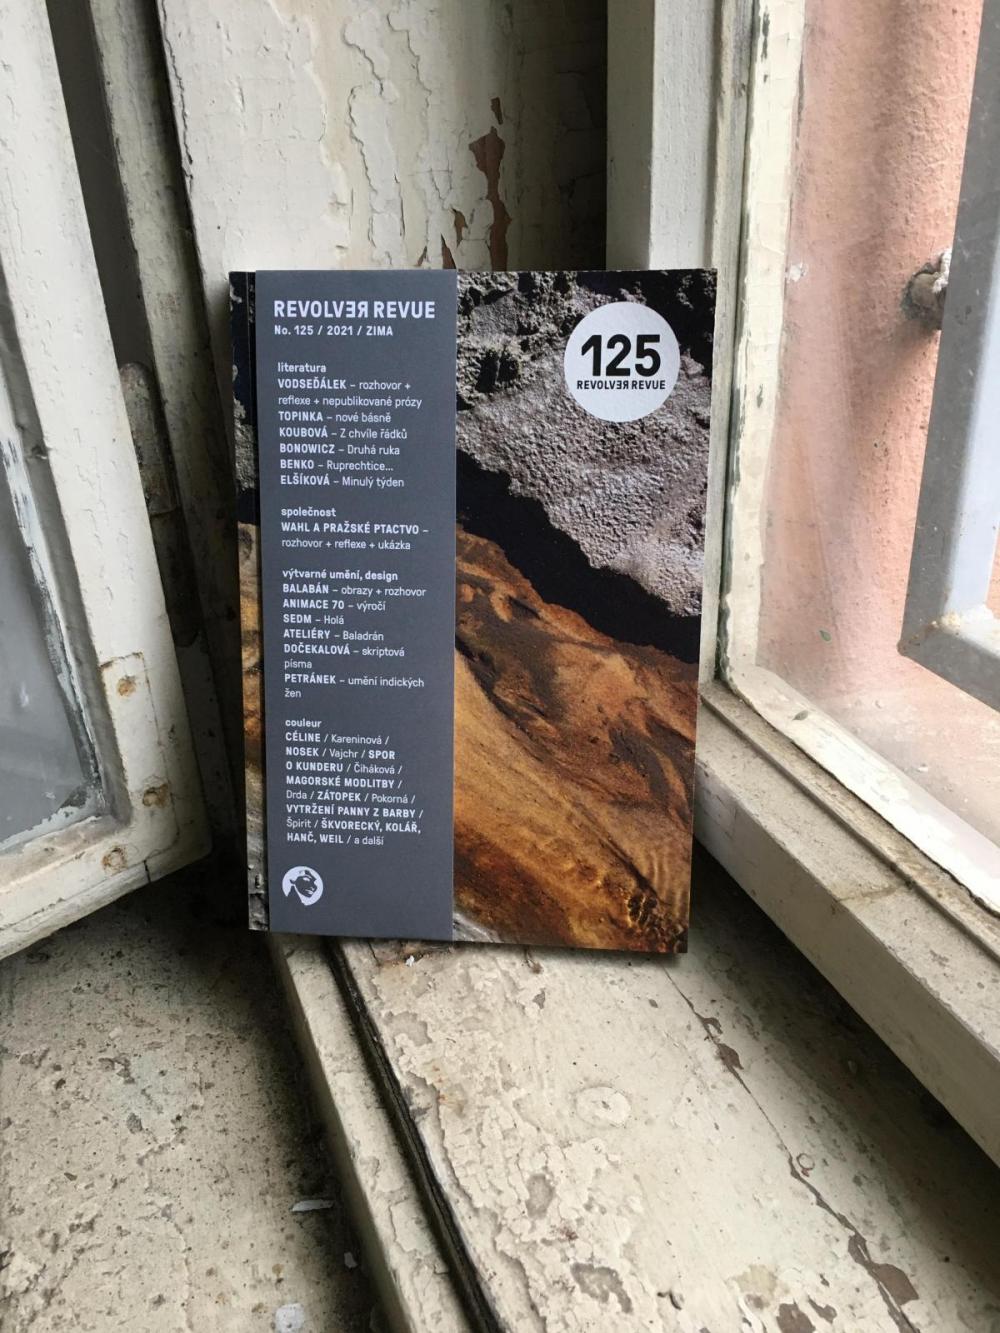 REVOLVER REVUE
No. 125 / 2021 / ZIMA
literatura
VODSEĎÁLEK – rozhovor +
reflexe + nepublikované prózy
TOPINKA – nové básně
KOUBOVÁ – Z chvíle řádků
BONOWICZ – Druhá ruka
BENKO – Ruprechtice...
ELŠÍKOVÁ – Minulý týden
společnost
WAHL A PRAŽSKÉ PTACTVO –
rozhovor + reflexe + ukázka
výtvarné umění, design
BALABÁN – obrazy + rozhovor
ANIMACE 70 – výročí
SEDM – Holá
ATELIÉRY – Baladrán
DOČEKALOVÁ – skriptová
písma
PETRÁNEK – umění indických
žen
couleur
CÉLINE / Kareninová /
NOSEK / Vajchr / SPOR
O KUNDERU / Čiháková /
MAGORSKÉ MODLITBY /
Drda / ZÁTOPEK / Pokorná /
VYTRŽENÍ PANNY Z BARBY /
Špirit / ŠKVORECKÝ, KOLÁŘ,
HANČ, WEIL / a další
125
REVOLVER REVUE